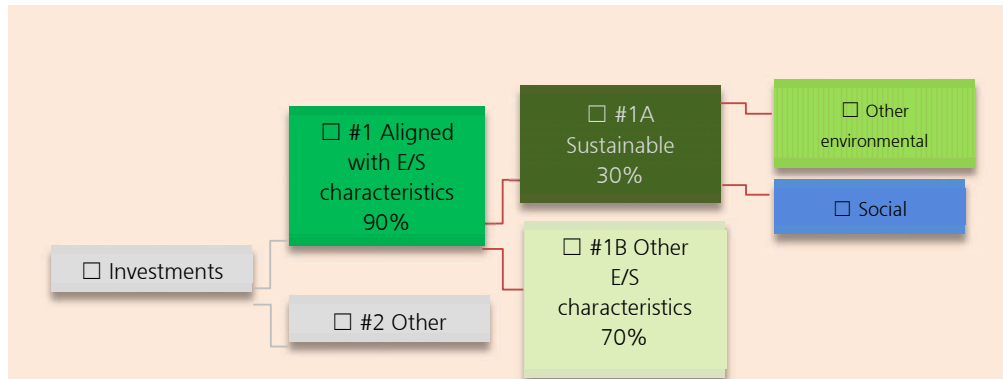 ☐ Investments
☐ #1 Aligned
with E/S
characteristics
90%
☐ #2 Other
☐ #1A
Sustainable
30%
☐ #1B Other
E/S
characteristics
70%
☐ Other
environmental
☐ Social